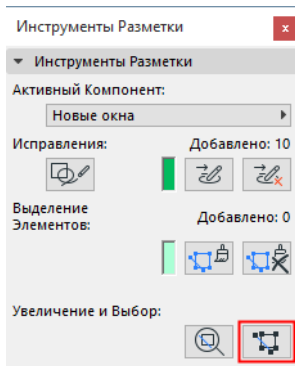 Инструменты Разметки
x
Инструменты Разметки
Активный Компонент:
Новые окна
Исправления: Добавлено: 10
Выделение
Элементов: Добавлено: 0
Увеличение и Выбор: